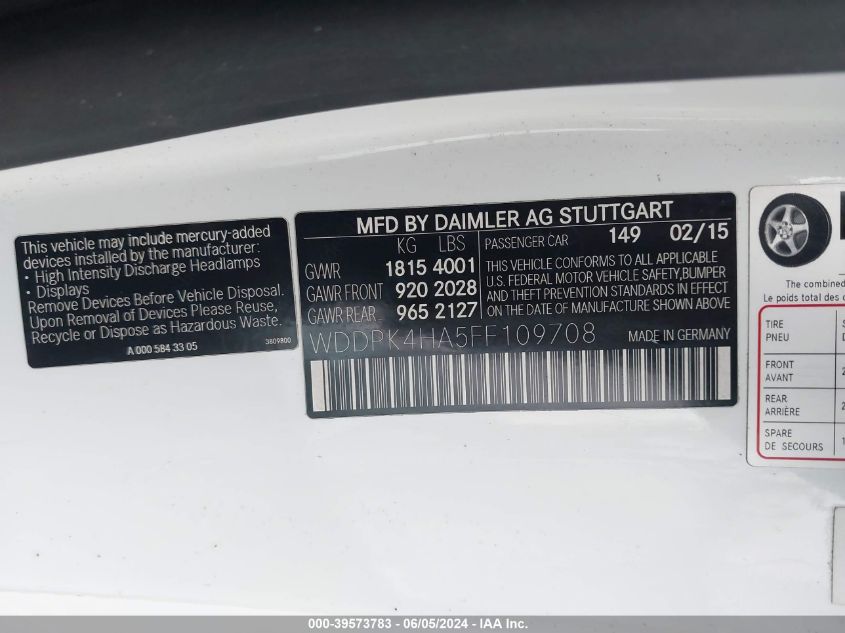 This vehicle may include mercury-added
devices installed by the manufacturer:
• High Intensity Discharge Headlamps
• Displays
Remove Devices Before Vehicle Disposal.
Upon Removal of Devices Please Reuse,
Recycle or Dispose as Hazardous Waste.
A 000 584 33 05
3809800
MFD BY DAIMLER AG STUTTGART
KG LBS
GVWR 1815 4001
GAWR FRONT 920 2028
GAWR REAR 965 2127
PASSENGER CAR 149 02/15
THIS VEHICLE CONFORMS TO ALL APPLICABLE
U.S. FEDERAL MOTOR VEHICLE SAFETY,BUMPER
AND THEFT PREVENTION STANDARDS IN EFFECT
ON THE DATE OF MANUFACTURE SHOWN ABOVE
WDDPK4HA5FF109708
MADE IN GERMANY
The combined
Le poids total des
TIRE
PNEU
FRONT
AVANT
REAR
ARRIÈRE
SPARE
DE SECOURS
000-39573783 - 06/05/2024 - IAA Inc.